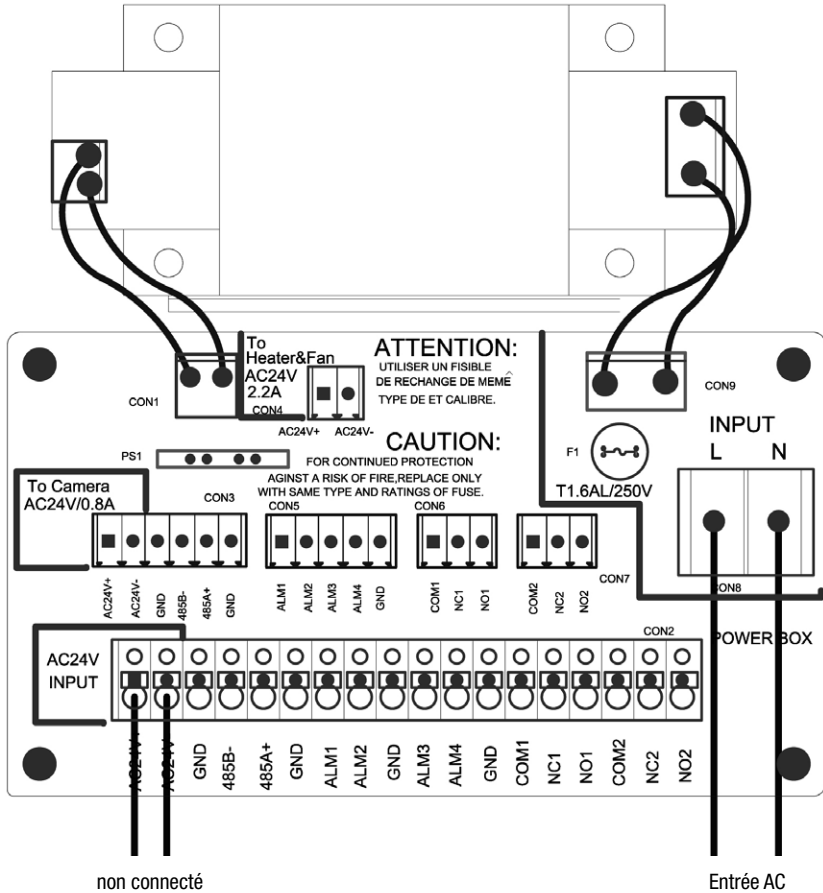 To
Heater&Fan
AC24V
2.2A
CON4
AC24V+
AC24V-
ATTENTION:
UTILISER UN FISIBLE
DE RECHANGE DE MEMÊ
TYPE DE ET CALIBRE.
CON1
CON9
INPUT
L
N
PS1
CAUTION:
FOR CONTINUED PROTECTION
AGINST A RISK OF FIRE,REPLACE ONLY
WITH SAME TYPE AND RATINGS OF FUSE.
F1
T1.6AL/250V
To Camera
AC24V/0.8A
CON3
CON5
CON6
AC24V+
AC24V-
GND
485B-
485A+
GND
ALM1
ALM2
ALM3
ALM4
GND
COM1
NC1
NO1
COM2
NC2
NO2
CON7
CON8
POWER BOX
AC24V
INPUT
CON2
AC24V+
AC24V-
GND
485B-
485A+
GND
ALM1
ALM2
GND
ALM3
ALM4
GND
COM1
NC1
NO1
COM2
NC2
NO2
non connecté
Entrée AC